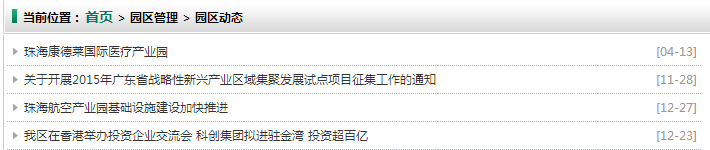 当前位置： 首页 > 园区管理 > 园区动态
珠海康德莱国际医疗产业园 [04-13]
关于开展2015年广东省战略性新兴产业区域集聚发展试点项目征集工作的通知 [11-28]
珠海航空产业园基础设施建设加快推进 [12-27]
我区在香港举办投资企业交流会 科创集团拟进驻金湾 投资超百亿 [12-23]